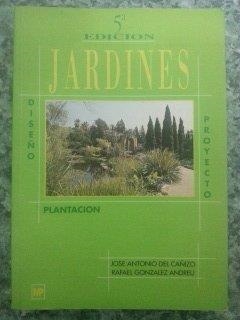 5ª
EDICION
JARDINES
DISEÑO
PROYECTO
PLANTACION
JOSE ANTONIO DEL CAÑIZO
RAFAEL GONZALEZ ANDREU
MP